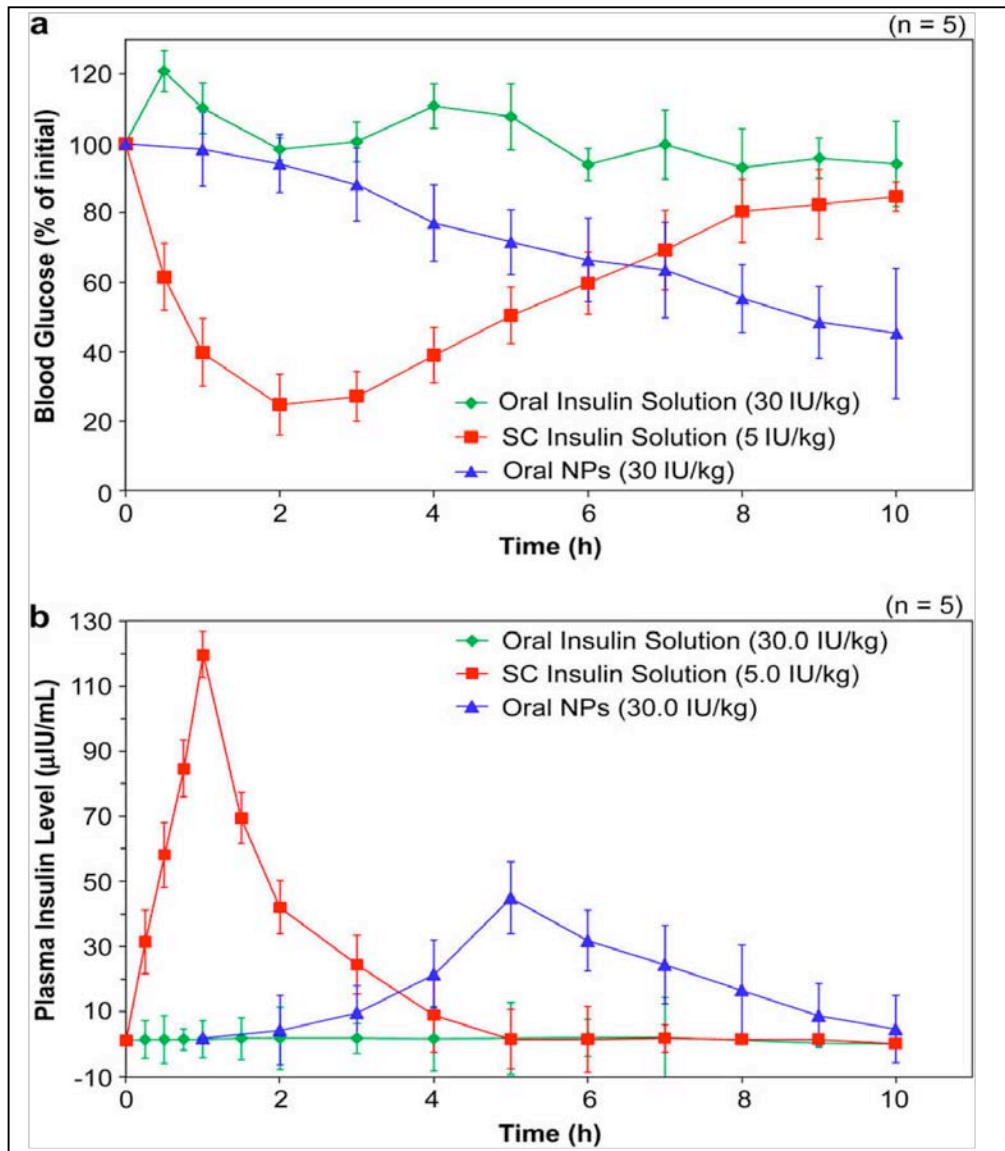 a
(n = 5)
120
100
80
60
40
20
0
Blood Glucose (% of initial)
Oral Insulin Solution (30 IU/kg)
SC Insulin Solution (5 IU/kg)
Oral NPs (30 IU/kg)
0 2 4 6 8 10
Time (h)
b
(n = 5)
130
110
90
70
50
30
10
-10
Plasma Insulin Level (μIU/mL)
Oral Insulin Solution (30.0 IU/kg)
SC Insulin Solution (5.0 IU/kg)
Oral NPs (30.0 IU/kg)
0 2 4 6 8 10
Time (h)